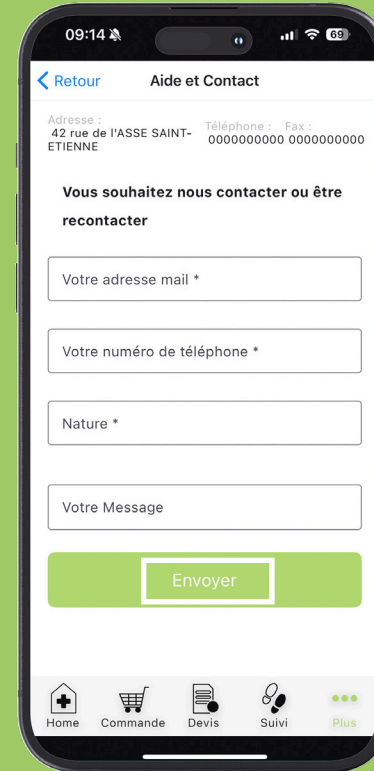 09:14
69
Retour
Aide et Contact
Adresse :
42 rue de l'ASSE SAINT-
ETIENNE
Téléphone :
0000000000
Fax :
0000000000
Vous souhaitez nous contacter ou être
recontacter
Votre adresse mail *
Votre numéro de téléphone *
Nature *
Votre Message
Envoyer
Home
Commande
Devis
Suivi
Plus